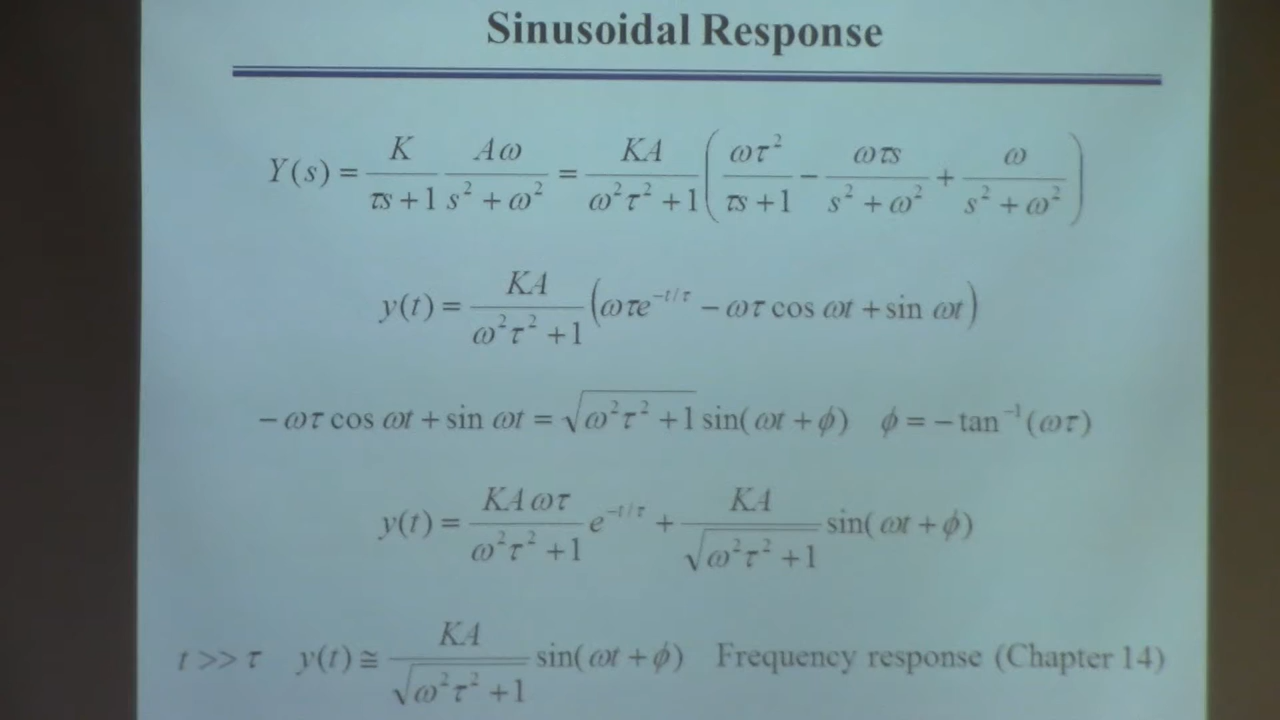 Sinusoidal Response
Y(s) = K/(τs + 1) Aω/(s² + ω²) = KA/(ω²τ² + 1) ( ωτ²/(τs + 1) − ωτs/(s² + ω²) + ω/(s² + ω²) )
y(t) = KA/(ω²τ² + 1) (ωτe^(−t/τ) − ωτ cos ωt + sin ωt)
− ωτ cos ωt + sin ωt = √(ω²τ² + 1) sin(ωt + ϕ) ϕ = − tan⁻¹(ωτ)
y(t) = KAωτ/(ω²τ² + 1) e^(−t/τ) + KA/√(ω²τ² + 1) sin(ωt + ϕ)
t >> τ y(t) ≅ KA/√(ω²τ² + 1) sin(ωt + ϕ) Frequency response (Chapter 14)